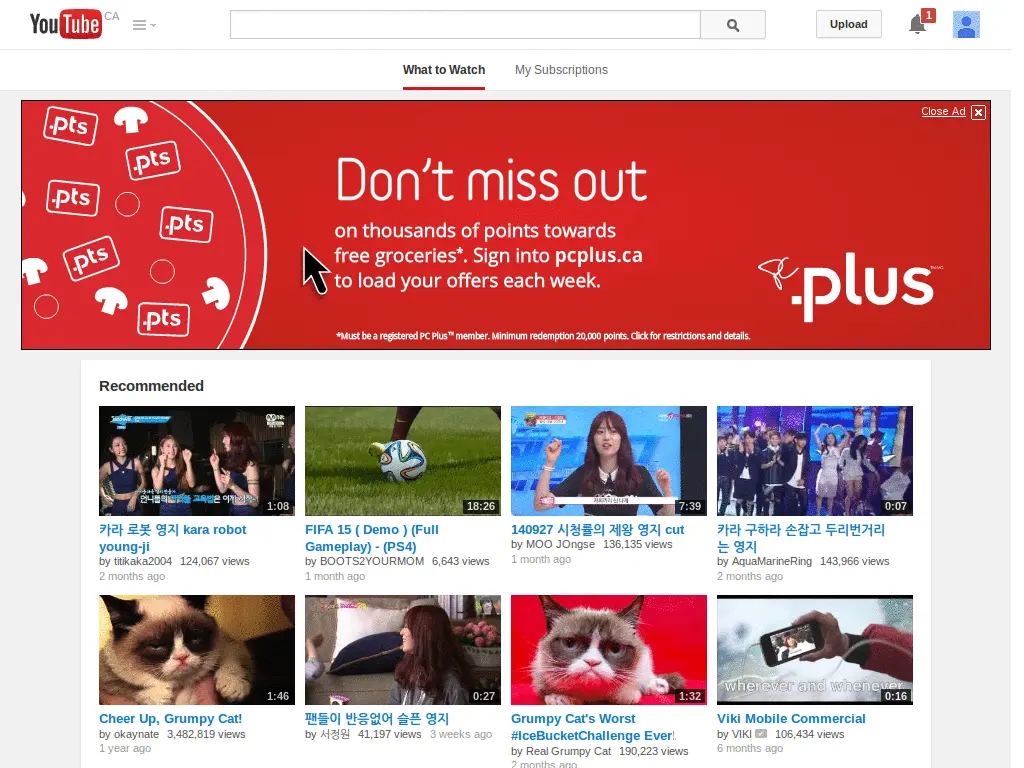 YouTube CA
Upload
1
What to Watch My Subscriptions
Close Ad
.pts
.pts
.pts
.pts
.pts
.pts
Don't miss out
on thousands of points towards
free groceries*. Sign into pcplus.ca
to load your offers each week.
.plus
*Must be a registered PC Plus™ member. Minimum redemption 20,000 points. Click for restrictions and details.
Recommended
1:08
18:26
7:39
0:07
카라 로봇 영지 kara robot
young-ji
by titikaka2004 124,067 views
2 months ago
FIFA 15 ( Demo ) (Full
Gameplay) - (PS4)
by BOOTS2YOURMOM 6,643 views
1 month ago
140927 시청률의 제왕 영지 cut
by MOO JOngse 136,135 views
1 month ago
카라 구하라 손잡고 두리번거리
는 영지
by AquaMarineRing 143,966 views
2 months ago
1:46
0:27
1:32
wherever and whenever
0:16
Cheer Up, Grumpy Cat!
by okaynate 3,482,819 views
1 year ago
팬들이 반응없어 슬픈 영지
by 서정원 41,197 views 3 weeks ago
Grumpy Cat's Worst
#IceBucketChallenge Ever!
by Real Grumpy Cat 190,223 views
2 months ago
Viki Mobile Commercial
by VIKI 106,434 views
6 months ago